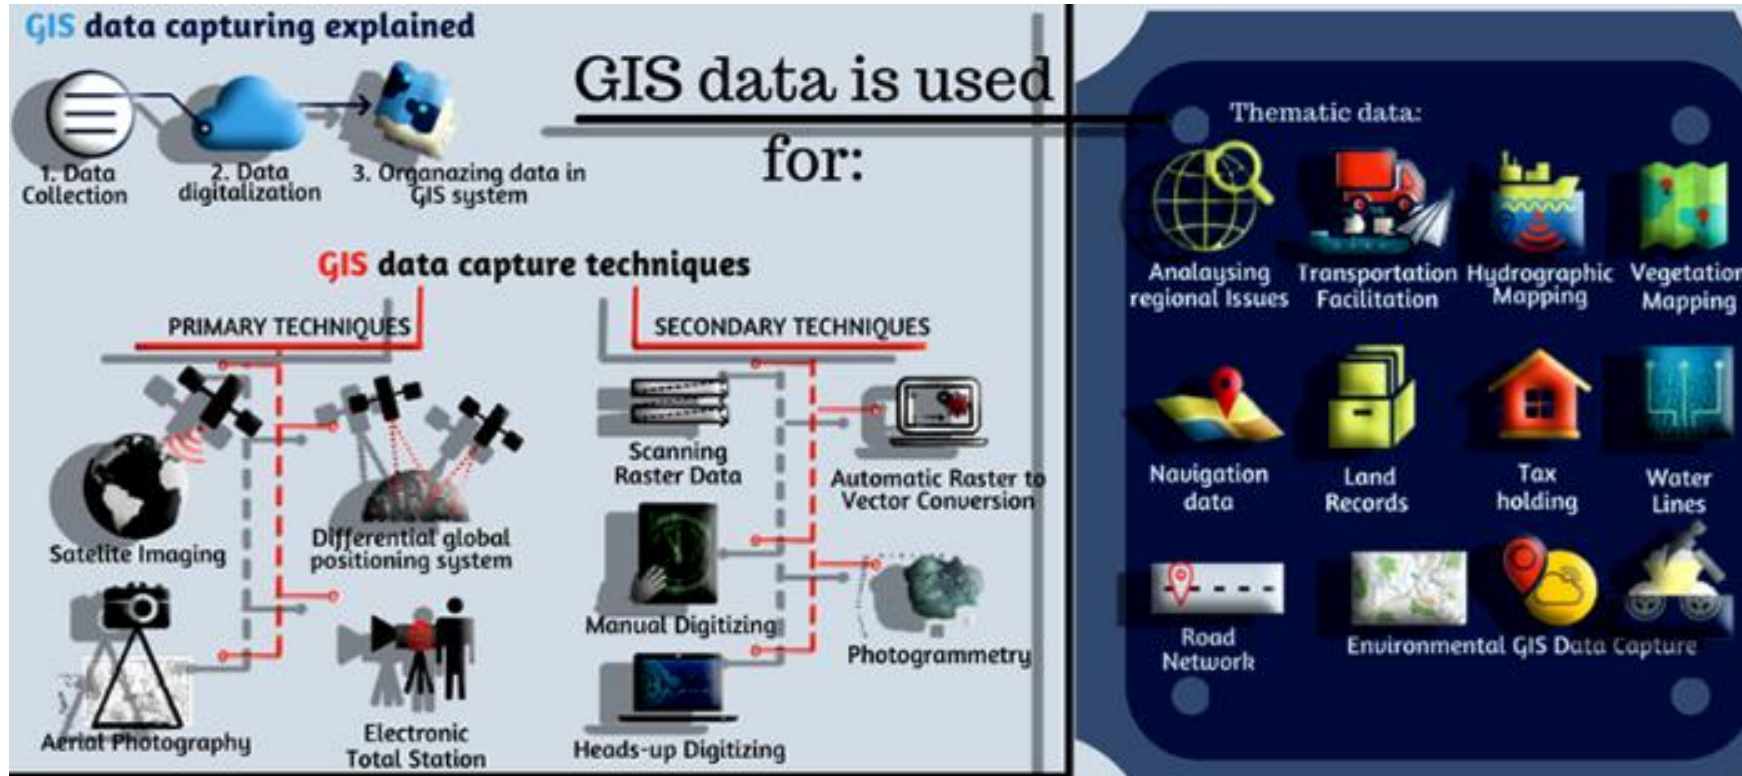 GIS data capturing explained
1. Data
Collection
2. Data
digitalization
3. Organazing data in
GIS system
GIS data is used
for:
GIS data capture techniques
PRIMARY TECHNIQUES
Satelite Imaging
Differential global
positioning system
Aerial Photography
Electronic
Total Station
SECONDARY TECHNIQUES
Scanning
Raster Data
Automatic Raster to
Vector Conversion
Manual Digitizing
Photogrammetry
Heads-up Digitizing
Thematic data:
Analaysing
regional Issues
Transportation
Facilitation
Hydrographic
Mapping
Vegetation
Mapping
Navigation
data
Land
Records
Tax
holding
Water
Lines
Road
Network
Environmental GIS Data Capture